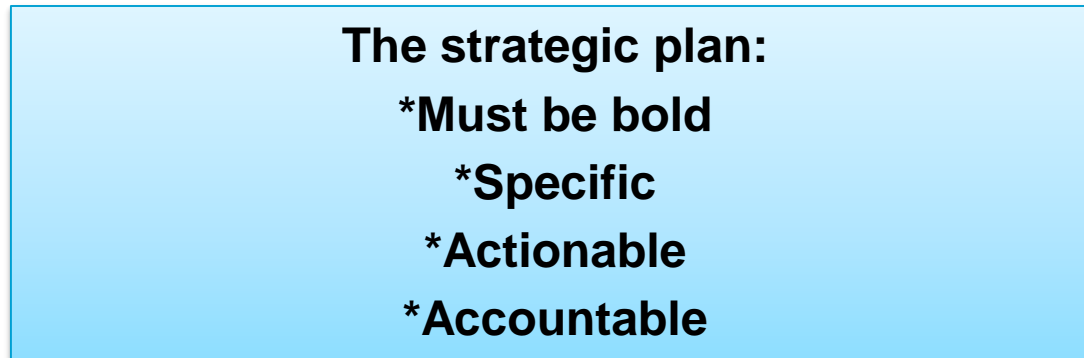 The strategic plan:
*Must be bold
*Specific
*Actionable
*Accountable